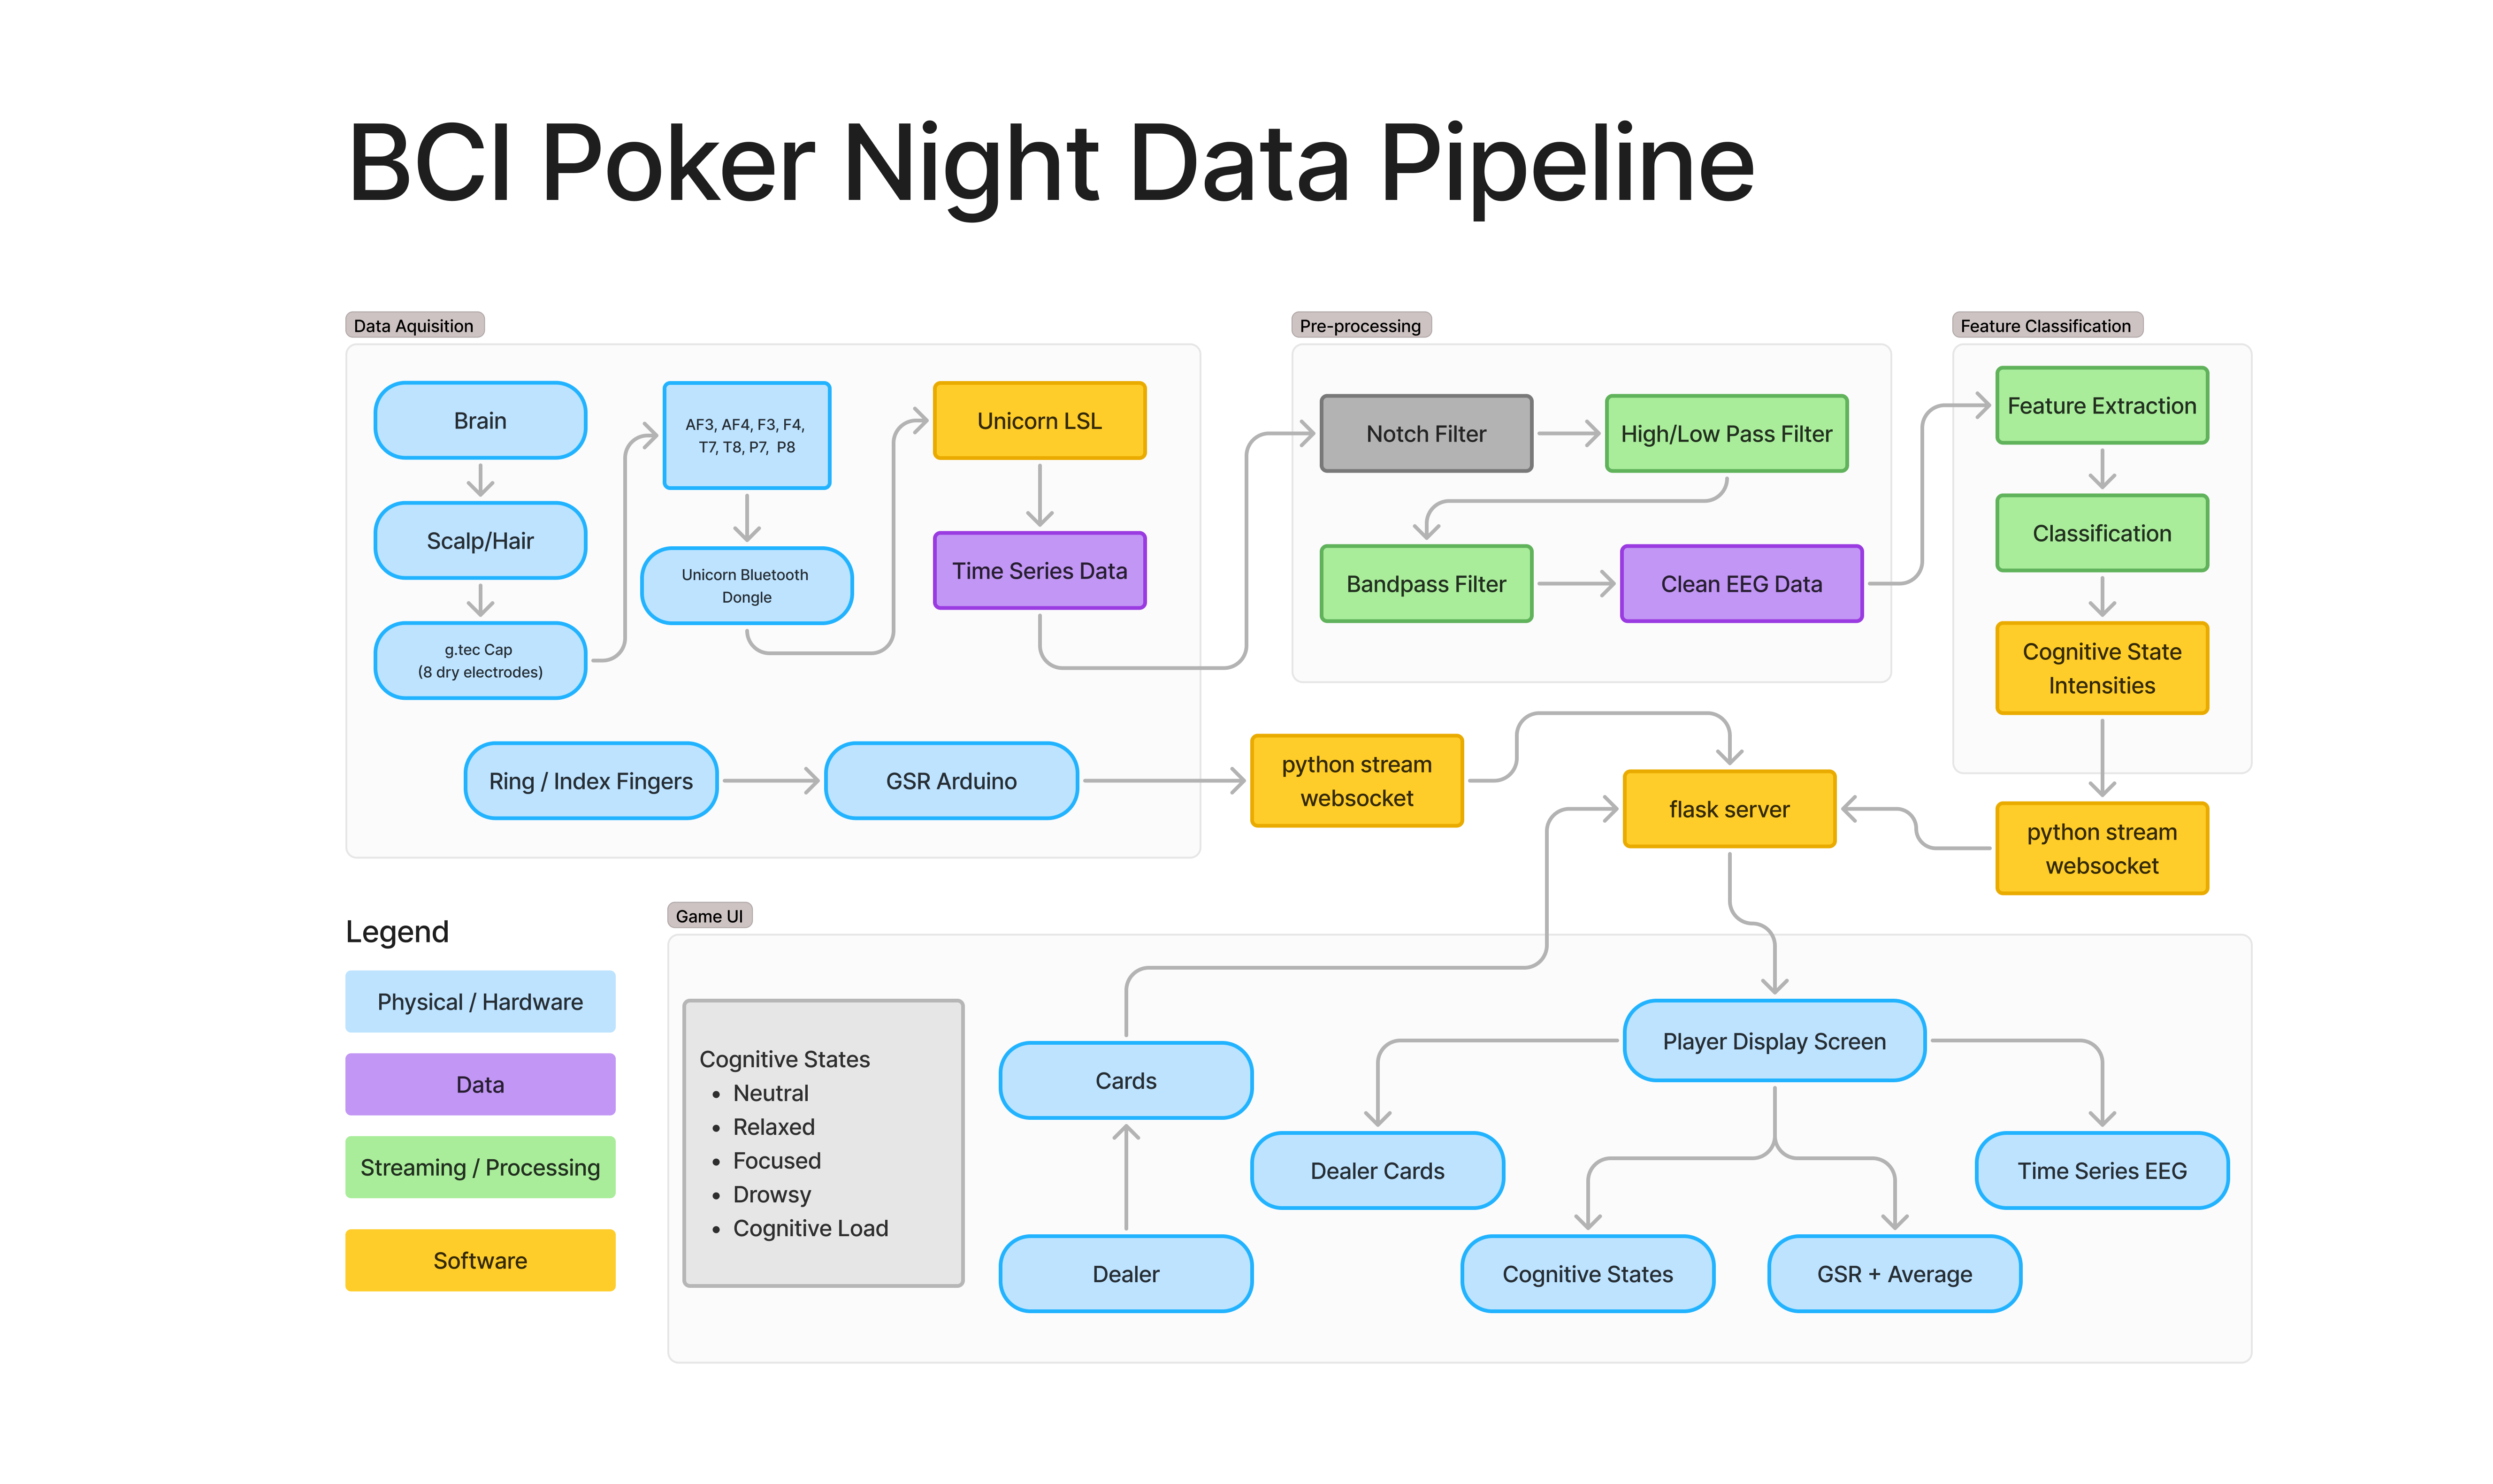 BCI Poker Night Data Pipeline
Data Aquisition
Brain
Scalp/Hair
g.tec Cap
(8 dry electrodes)
AF3, AF4, F3, F4,
T7, T8, P7, P8
Unicorn Bluetooth
Dongle
Unicorn LSL
Time Series Data
Ring / Index Fingers
GSR Arduino
Pre-processing
Notch Filter
High/Low Pass Filter
Bandpass Filter
Clean EEG Data
Feature Classification
Feature Extraction
Classification
Cognitive State
Intensities
python stream
websocket
flask server
python stream
websocket
Legend
Physical / Hardware
Data
Streaming / Processing
Software
Game UI
Cognitive States
• Neutral
• Relaxed
• Focused
• Drowsy
• Cognitive Load
Cards
Dealer
Player Display Screen
Dealer Cards
Cognitive States
GSR + Average
Time Series EEG